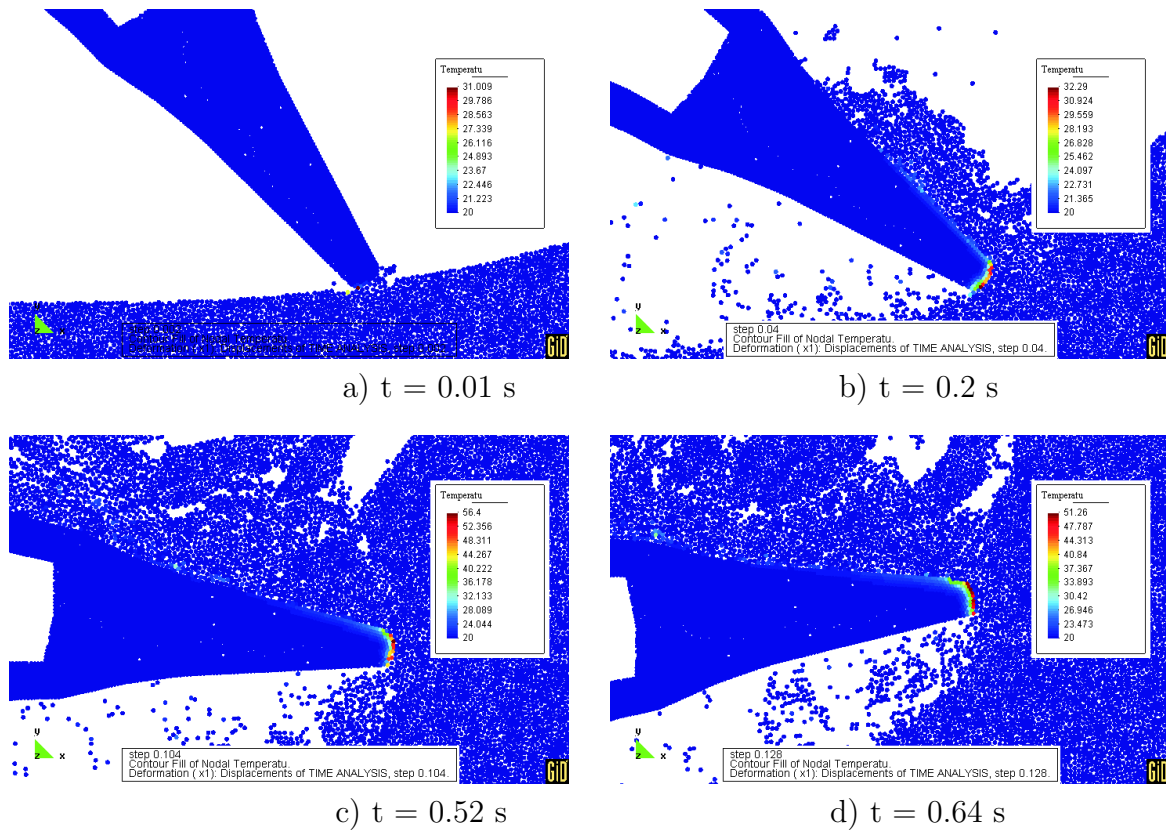 Temperatu
31.009
29.786
28.563
27.339
26.116
24.893
23.67
22.446
21.223
20
y
z x
GiD
a) t = 0.01 s
Temperatu
32.29
30.924
29.559
28.193
26.828
25.462
24.097
22.731
21.365
20
y
z x
step 0.04
Contour Fill of Nodal Temperatu.
Deformation ( x1): Displacements of TIME ANALYSIS, step 0.04.
GiD
b) t = 0.2 s
Temperatu
56.4
52.356
48.311
44.267
40.222
36.178
32.133
28.089
24.044
20
y
z x
step 0.104
Contour Fill of Nodal Temperatu.
Deformation ( x1): Displacements of TIME ANALYSIS, step 0.104.
GiD
c) t = 0.52 s
Temperatu
51.26
47.787
44.313
40.84
37.367
33.893
30.42
26.946
23.473
20
y
z x
step 0.128
Contour Fill of Nodal Temperatu.
Deformation ( x1): Displacements of TIME ANALYSIS, step 0.128.
GiD
d) t = 0.64 s